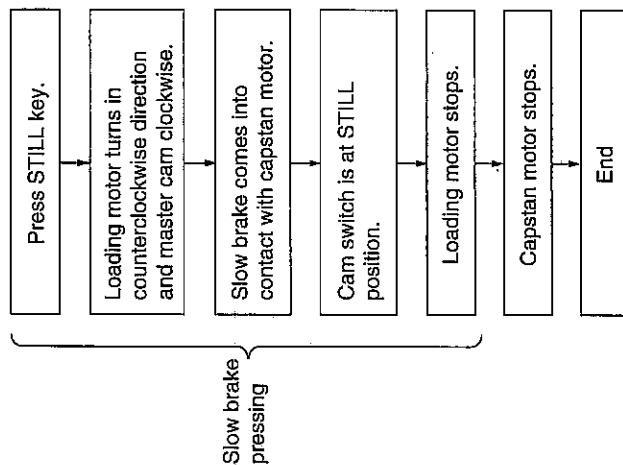 Press STILL key.
Loading motor turns in
counterclockwise direction
and master cam clockwise.
Slow brake comes into
contact with capstan motor.
Cam switch is at STILL
position.
Loading motor stops.
Capstan motor stops.
End
Slow brake
pressing